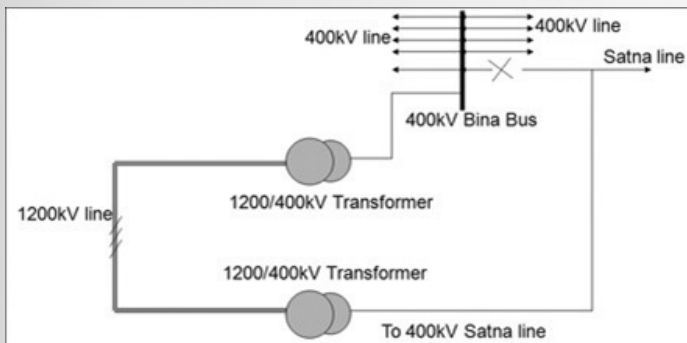 400kV line
400kV line
Satna line
400kV Bina Bus
1200/400kV Transformer
1200kV line
1200/400kV Transformer
To 400kV Satna line